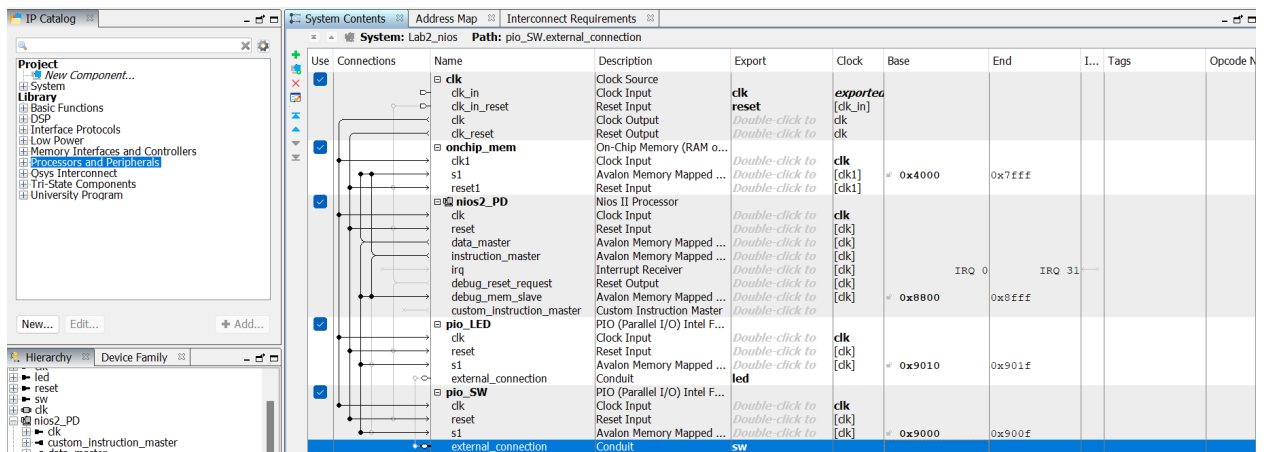 IP Catalog
Project
New Component...
System
Library
Basic Functions
DSP
Interface Protocols
Low Power
Memory Interfaces and Controllers
Processors and Peripherals
Qsys Interconnect
Tri-State Components
University Program
New... Edit... Add...
Hierarchy Device Family
led
reset
sw
clk
nios2_PD
clk
custom_instruction_master
System Contents Address Map Interconnect Requirements
System: Lab2_nios Path: pio_SW.external_connection
Use Connections Name Description Export Clock Base End I... Tags Opcode N
clk Clock Source
clk_in Clock Input clk exported
clk_in_reset Reset Input reset [clk_in]
clk Clock Output Double-click to clk
clk_reset Reset Output Double-click to clk
onchip_mem On-Chip Memory (RAM o...
clk1 Clock Input Double-click to clk
s1 Avalon Memory Mapped ... Double-click to [clk1] 0x4000 0x7fff
reset1 Reset Input Double-click to [clk1]
nios2_PD Nios II Processor
clk Clock Input Double-click to clk
reset Reset Input Double-click to [clk]
data_master Avalon Memory Mapped ... Double-click to [clk]
instruction_master Avalon Memory Mapped ... Double-click to [clk]
irq Interrupt Receiver Double-click to [clk] IRQ 0 IRQ 31
debug_reset_request Reset Output Double-click to [clk]
debug_mem_slave Avalon Memory Mapped ... Double-click to [clk] 0x8800 0x8fff
custom_instruction_master Custom Instruction Master Double-click to
pio_LED PIO (Parallel I/O) Intel F...
clk Clock Input Double-click to clk
reset Reset Input Double-click to [clk]
s1 Avalon Memory Mapped ... Double-click to [clk] 0x9010 0x901f
external_connection Conduit led
pio_SW PIO (Parallel I/O) Intel F...
clk Clock Input Double-click to clk
reset Reset Input Double-click to [clk]
s1 Avalon Memory Mapped ... Double-click to [clk] 0x9000 0x900f
external_connection Conduit sw